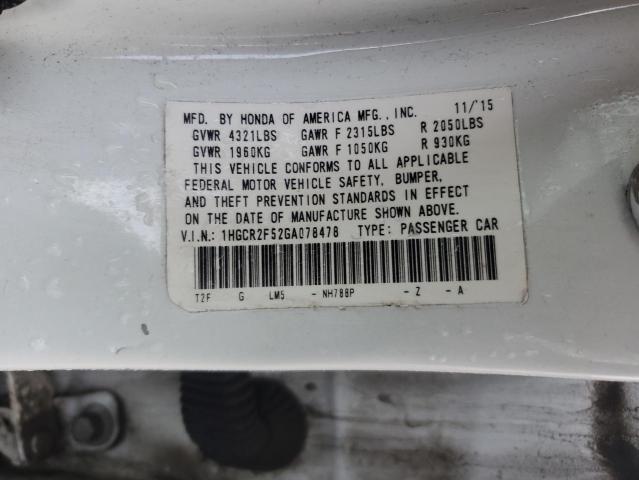 MFD. BY HONDA OF AMERICA MFG., INC. 11/'15
GVWR 4321LBS GAWR F 2315LBS R 2050LBS
GVWR 1960KG GAWR F 1050KG R 930KG
THIS VEHICLE CONFORMS TO ALL APPLICABLE
FEDERAL MOTOR VEHICLE SAFETY, BUMPER,
AND THEFT PREVENTION STANDARDS IN EFFECT
ON THE DATE OF MANUFACTURE SHOWN ABOVE.
V.I.N.: 1HGCR2F52GA078478 TYPE: PASSENGER CAR
T2F G LM5 - NH788P - Z - A